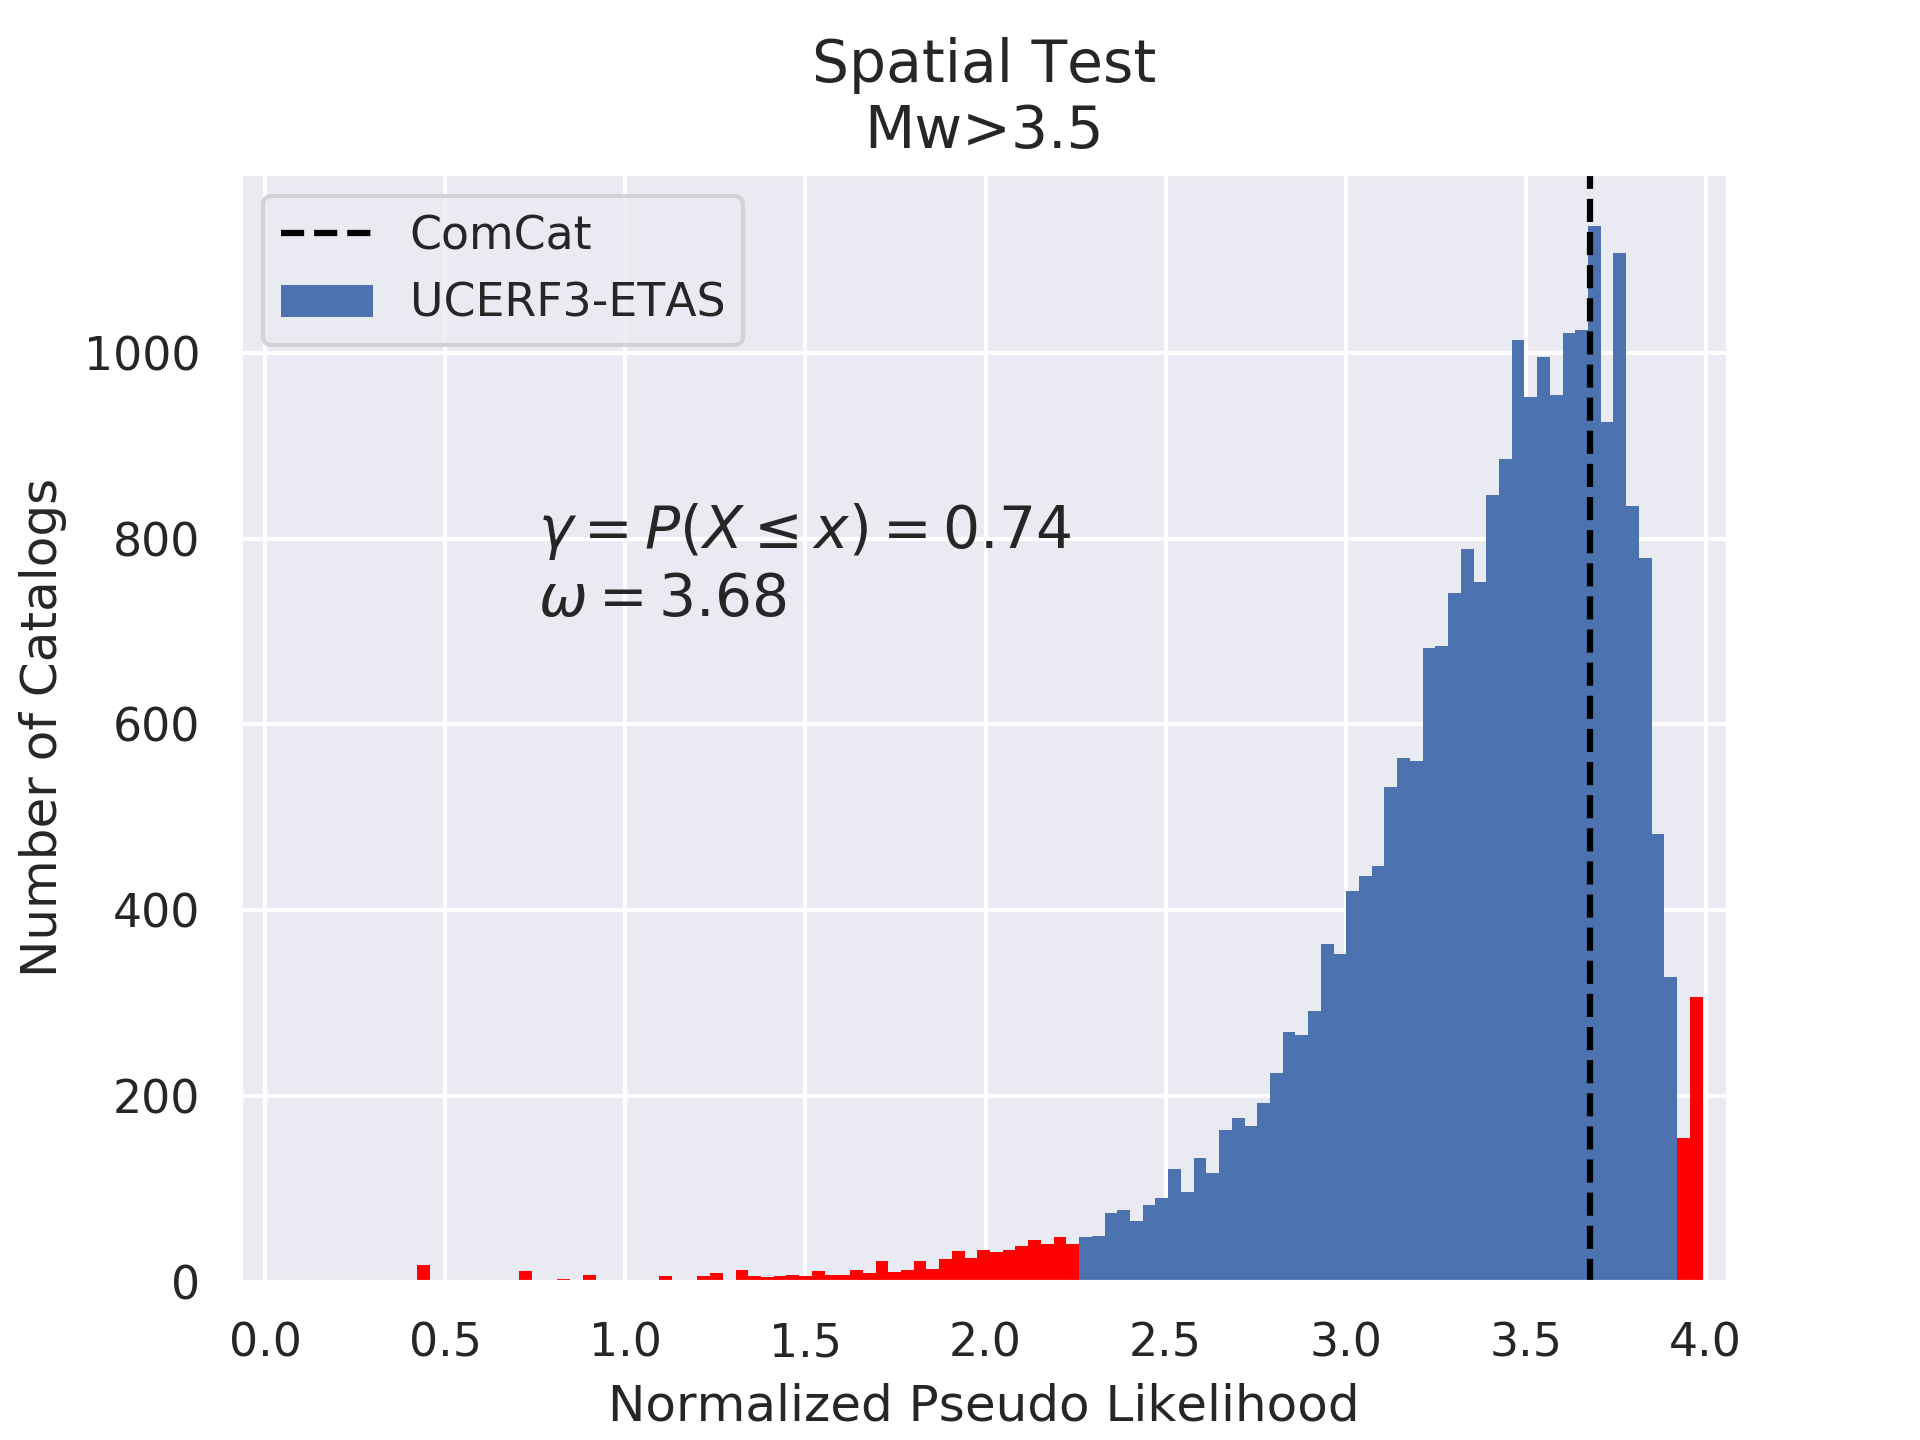 Spatial Test
Mw>3.5
ComCat
UCERF3-ETAS
γ = P(X ≤ x) = 0.74
ω = 3.68
Number of Catalogs
1000
800
600
400
200
0
0.0 0.5 1.0 1.5 2.0 2.5 3.0 3.5 4.0
Normalized Pseudo Likelihood